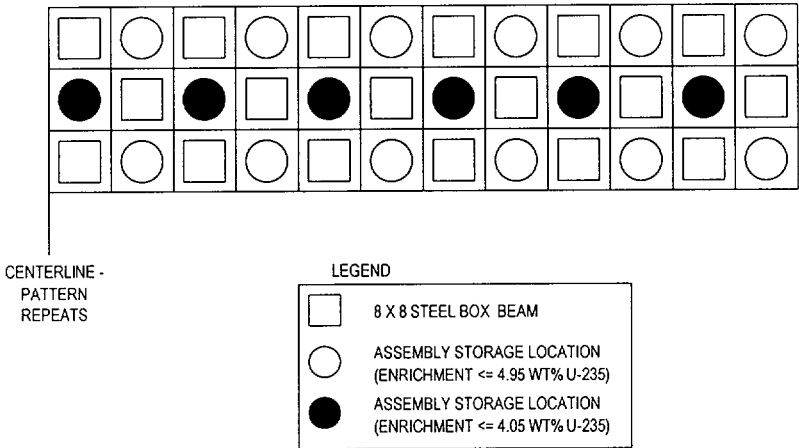 CENTERLINE -
PATTERN
REPEATS
LEGEND
8 X 8 STEEL BOX BEAM
ASSEMBLY STORAGE LOCATION
(ENRICHMENT <= 4.95 WT% U-235)
ASSEMBLY STORAGE LOCATION
(ENRICHMENT <= 4.05 WT% U-235)